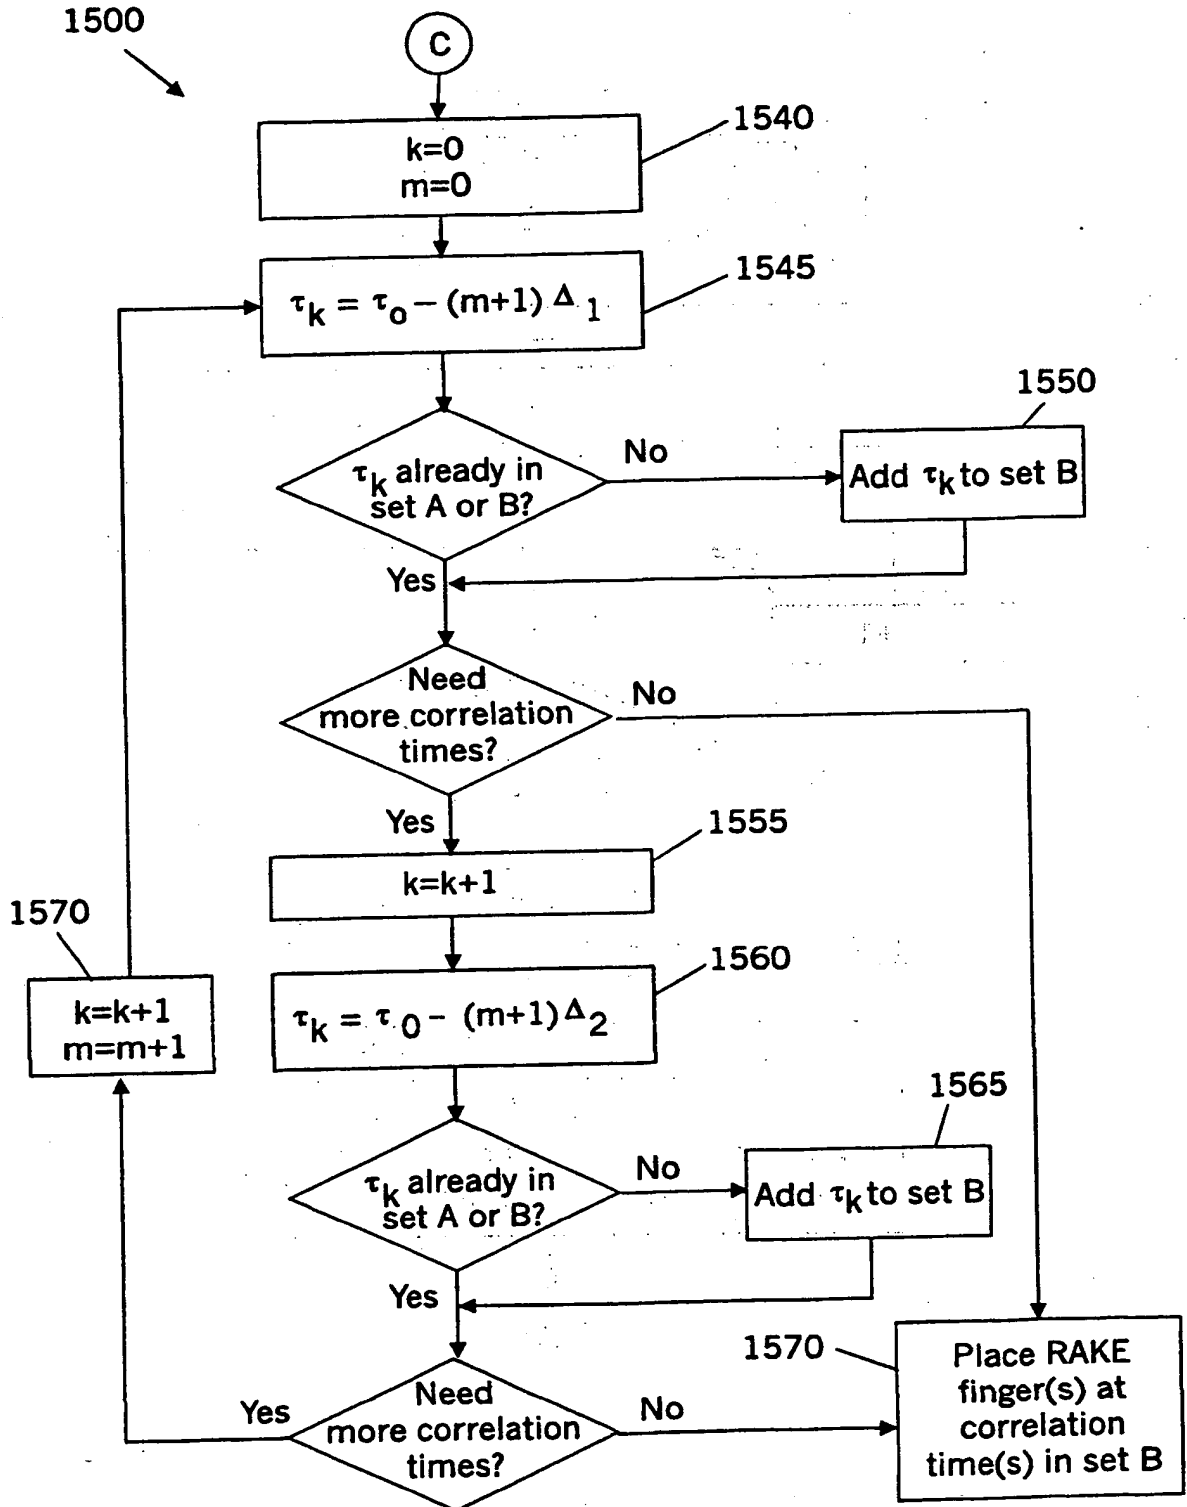 1500
C
1540
k=0
m=0
1545
τk = τo – (m+1) Δ1
1550
τk already in
set A or B?
No
Add τk to set B
Yes
Need
more correlation
times?
No
Yes
1555
k=k+1
1570
k=k+1
m=m+1
1560
τk = τ0 – (m+1) Δ2
1565
τk already in
set A or B?
No
Add τk to set B
Yes
1570
Place RAKE
finger(s) at
correlation
time(s) in set B
Need
more correlation
times?
Yes
No